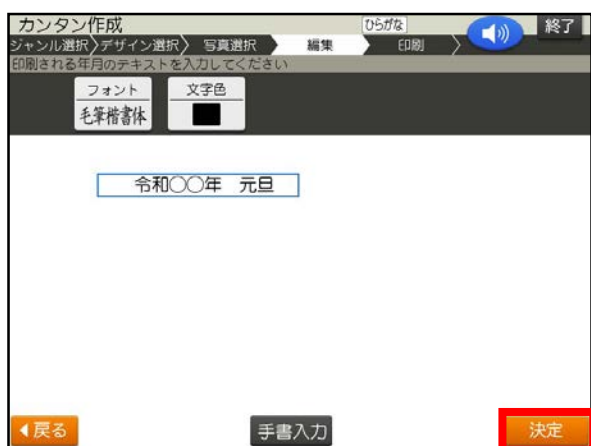 カンタン作成 ひらがな 終了
ジャンル選択〉デザイン選択〉 写真選択 編集 印刷 〉
印刷される年月のテキストを入力してください
フォント 文字色
毛筆楷書体
令和〇〇年 元旦
戻る 手書入力 決定